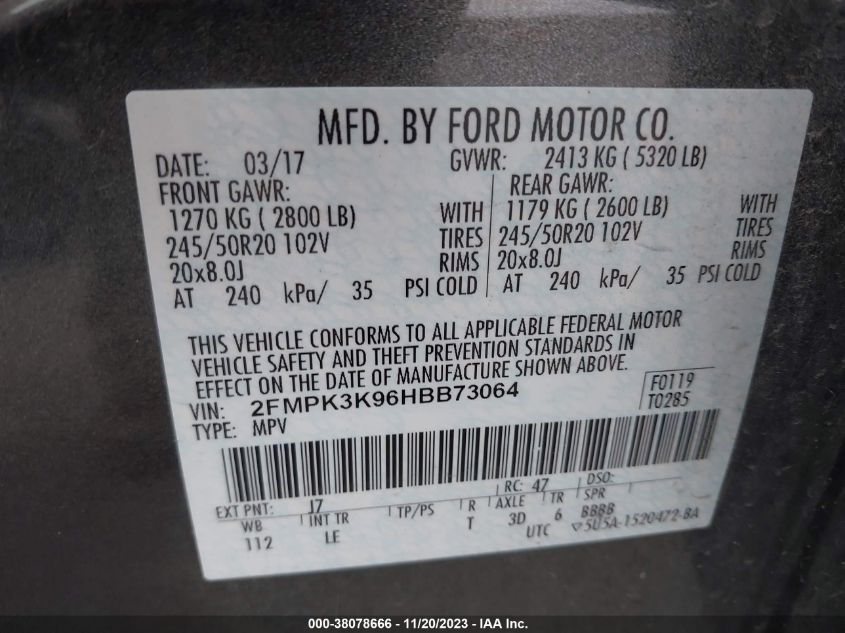 MFD. BY FORD MOTOR CO.
DATE: 03/17 GVWR: 2413 KG ( 5320 LB)
FRONT GAWR: REAR GAWR:
1270 KG ( 2800 LB) WITH 1179 KG ( 2600 LB) WITH
245/50R20 102V TIRES 245/50R20 102V TIRES
20x8.0J RIMS 20x8.0J RIMS
AT 240 kPa/ 35 PSI COLD AT 240 kPa/ 35 PSI COLD
THIS VEHICLE CONFORMS TO ALL APPLICABLE FEDERAL MOTOR
VEHICLE SAFETY AND THEFT PREVENTION STANDARDS IN
EFFECT ON THE DATE OF MANUFACTURE SHOWN ABOVE.
VIN: 2FMPK3K96HBB73064 F0119
TYPE: MPV T0285
EXT PNT: J7 RC: 47 DSO:
WB INT TR TP/PS R AXLE TR SPR
112 LE T 3D 6 BBBB
UTC 5U5A-1520472-BA
000-38078666 - 11/20/2023 - IAA Inc.